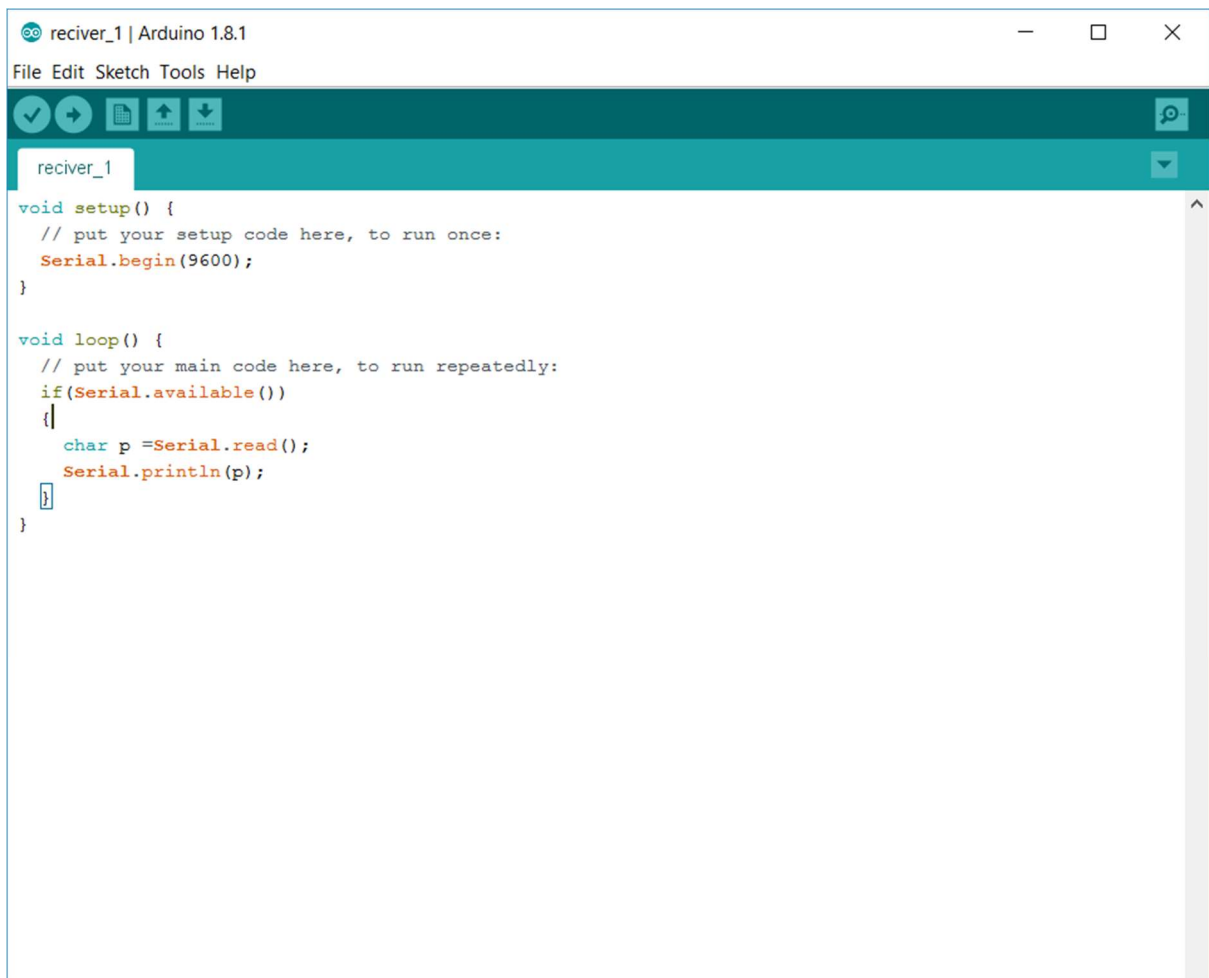 reciver_1 | Arduino 1.8.1
File Edit Sketch Tools Help
reciver_1
void setup() {
  // put your setup code here, to run once:
  Serial.begin(9600);
}

void loop() {
  // put your main code here, to run repeatedly:
  if(Serial.available())
  {
    char p =Serial.read();
    Serial.println(p);
  }
}